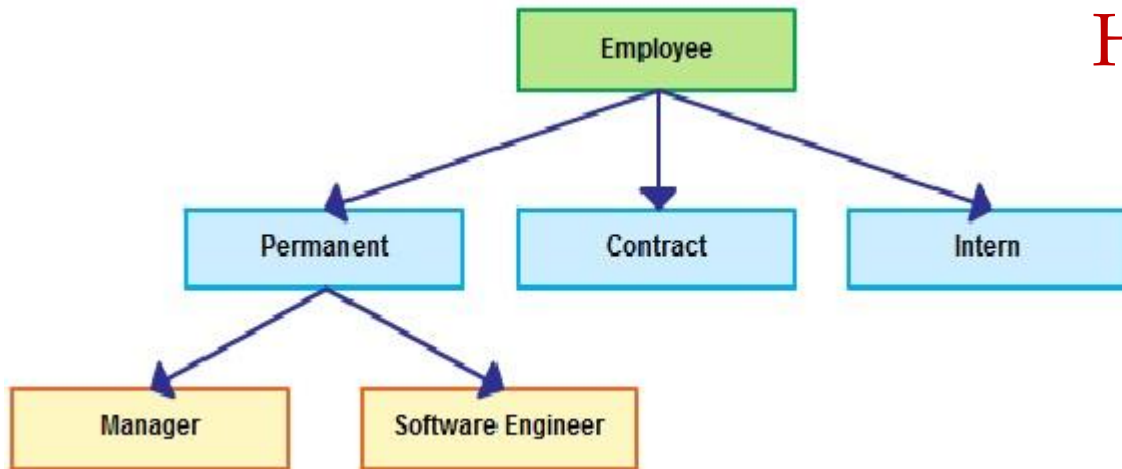 Employee
H
Permanent
Contract
Intern
Manager
Software Engineer